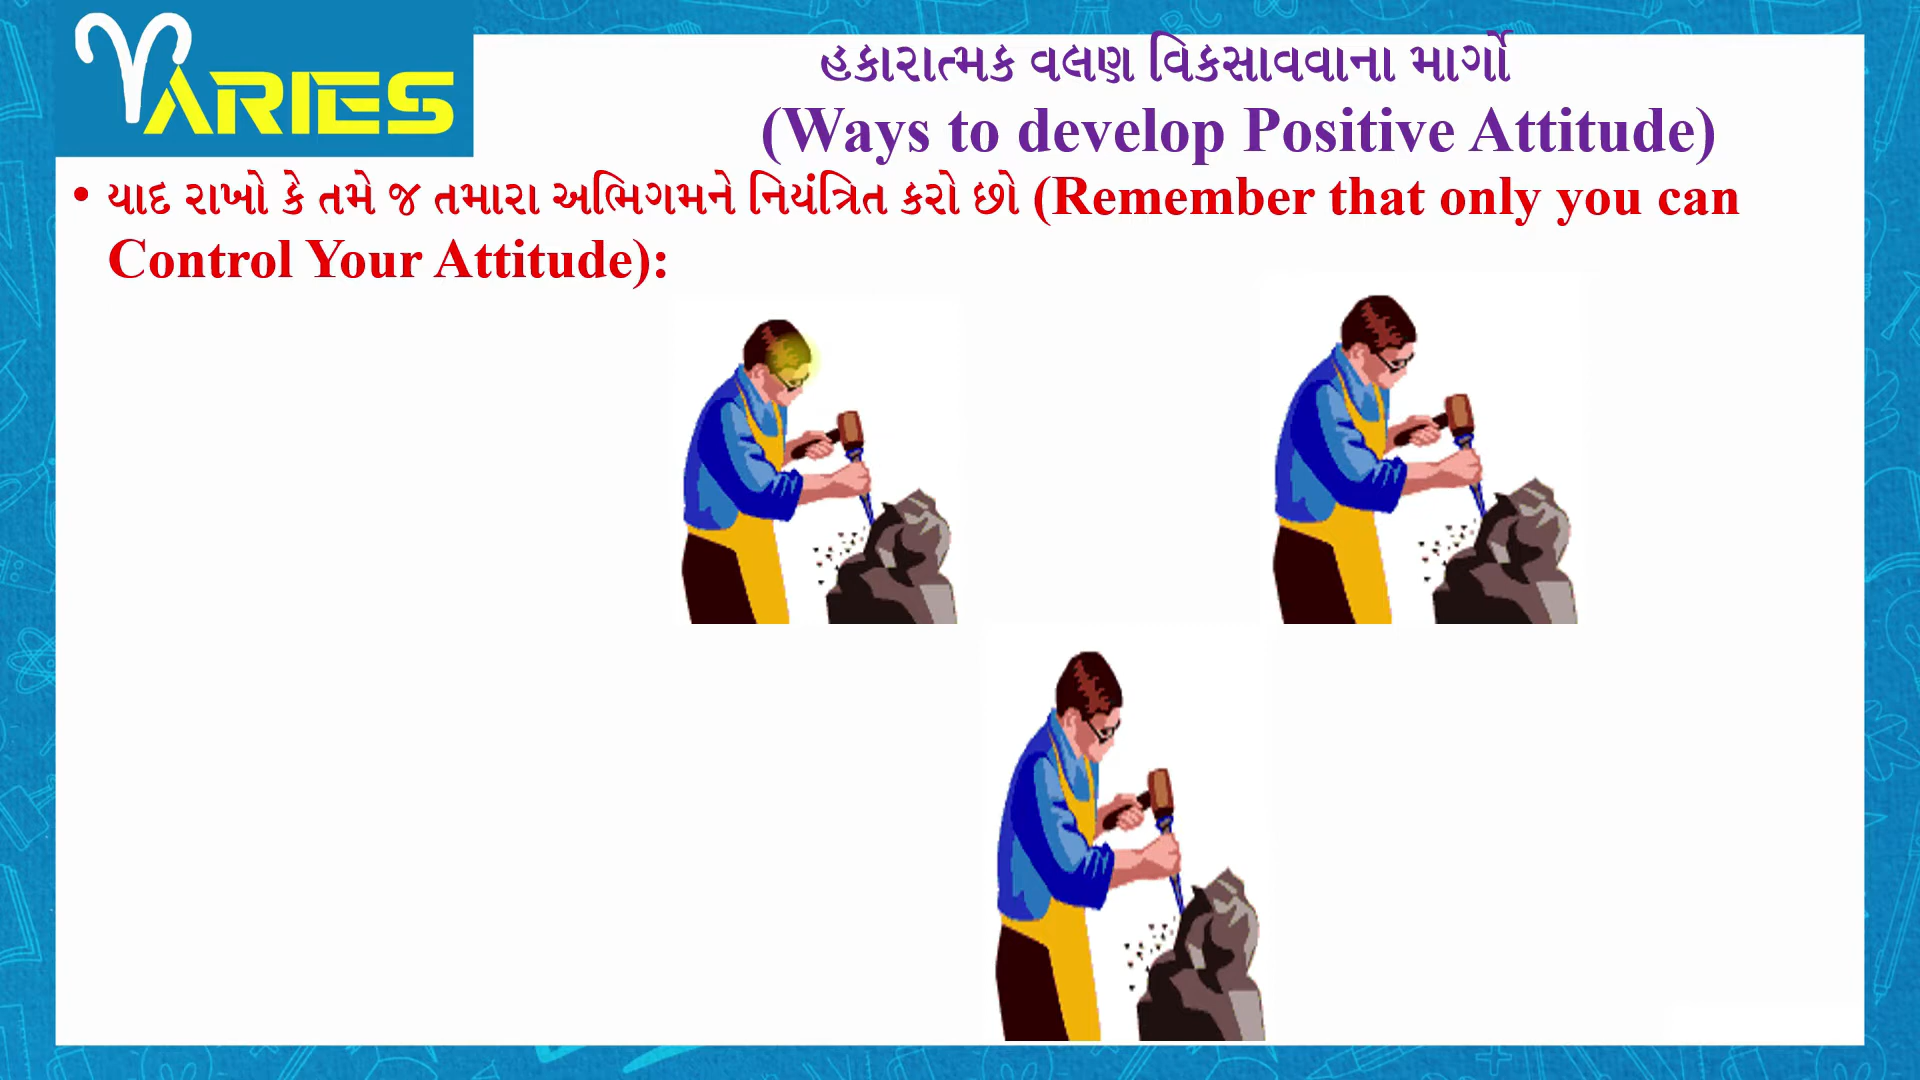 ARIES
હકારાત્મક વલણ વિકસાવવાના માર્ગો
(Ways to develop Positive Attitude)
• યાદ રાખો કે તમે જ તમારા અભિગમને નિયંત્રિત કરો છો (Remember that only you can
Control Your Attitude):